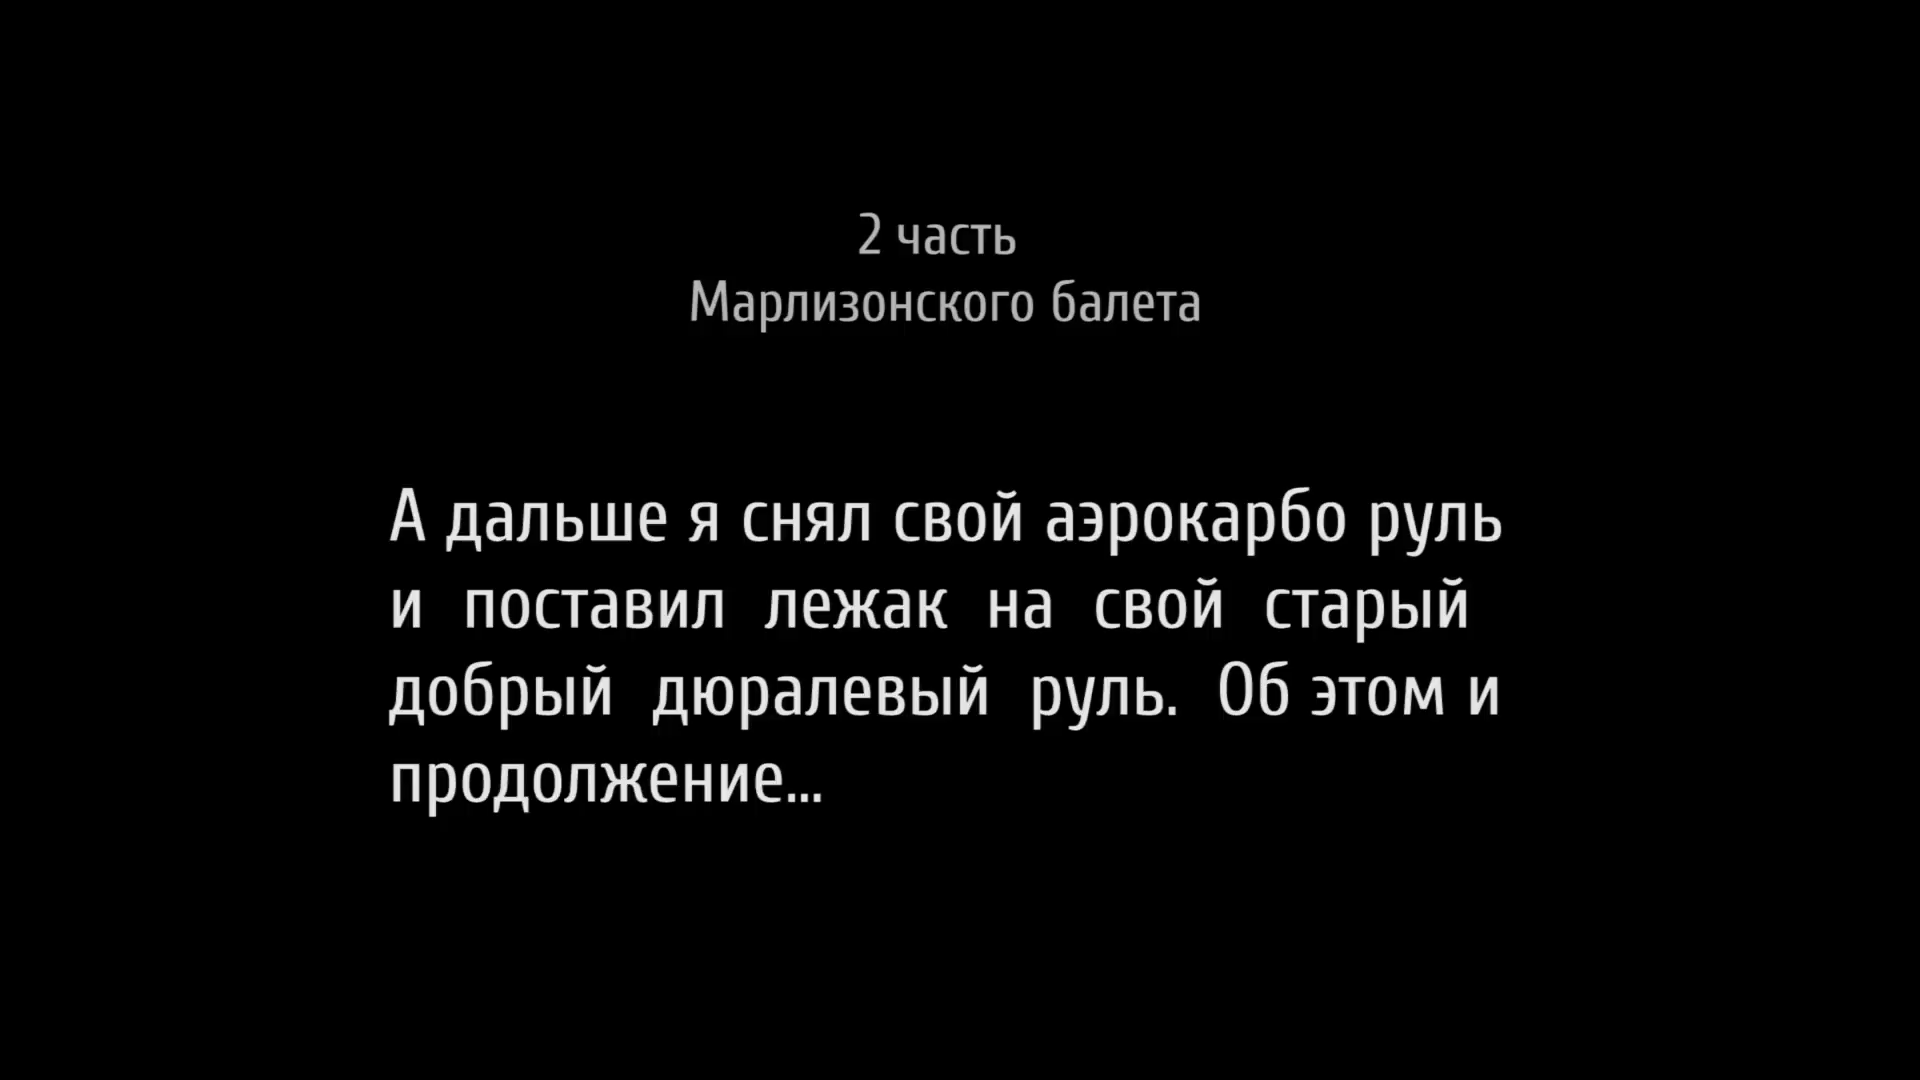 2 часть
Марлизонского балета
А дальше я снял свой аэрокарбо руль
и поставил лежак на свой старый
добрый дюралевый руль. Об этом и
продолжение...